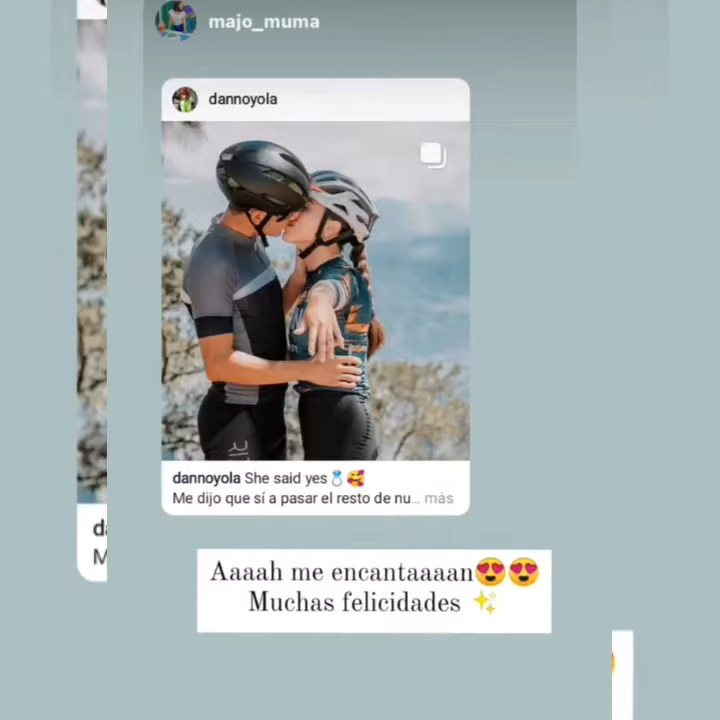 majo_muma
dannoyola
dannoyola She said yes💍🥰
Me dijo que sí a pasar el resto de nu... más
Aaaah me encantaaaan😍😍
Muchas felicidades ✨